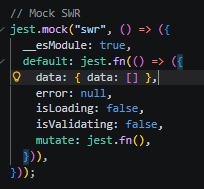 // Mock SWR
jest.mock("swr", () => ({
  __esModule: true,
  default: jest.fn(() => ({
    data: { data: [] },
    error: null,
    isLoading: false,
    isValidating: false,
    mutate: jest.fn(),
  })),
}));